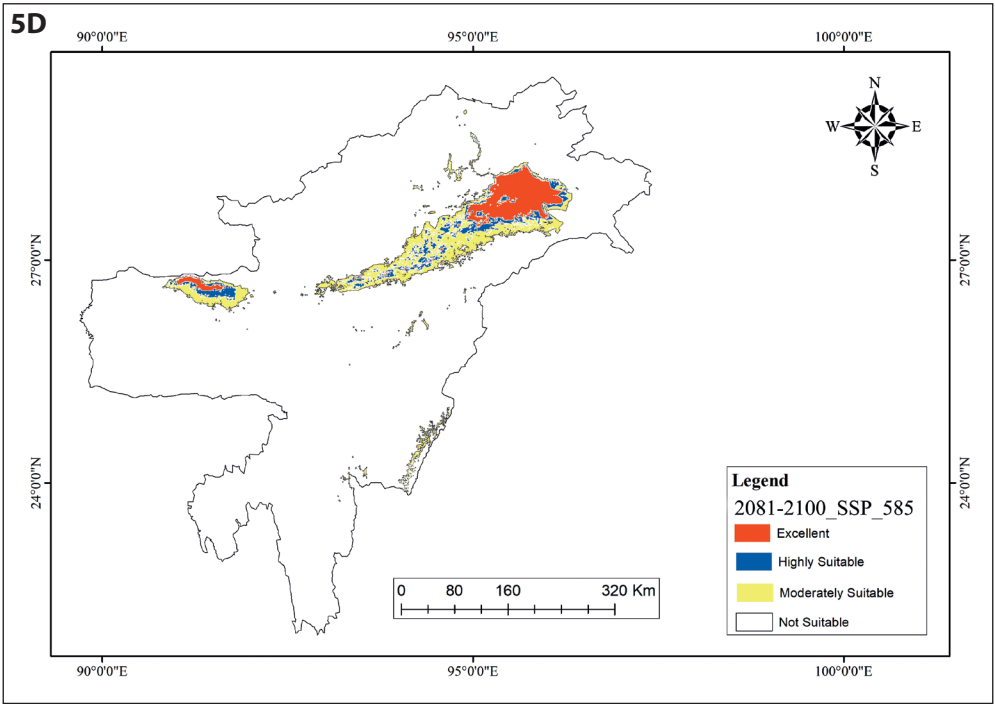 5D
90°0'0"E 95°0'0"E 100°0'0"E
N
W E
S
27°0'0"N 27°0'0"N
24°0'0"N 24°0'0"N
Legend
2081-2100_SSP_585
Excellent
Highly Suitable
Moderately Suitable
Not Suitable
0 80 160 320 Km
90°0'0"E 95°0'0"E 100°0'0"E